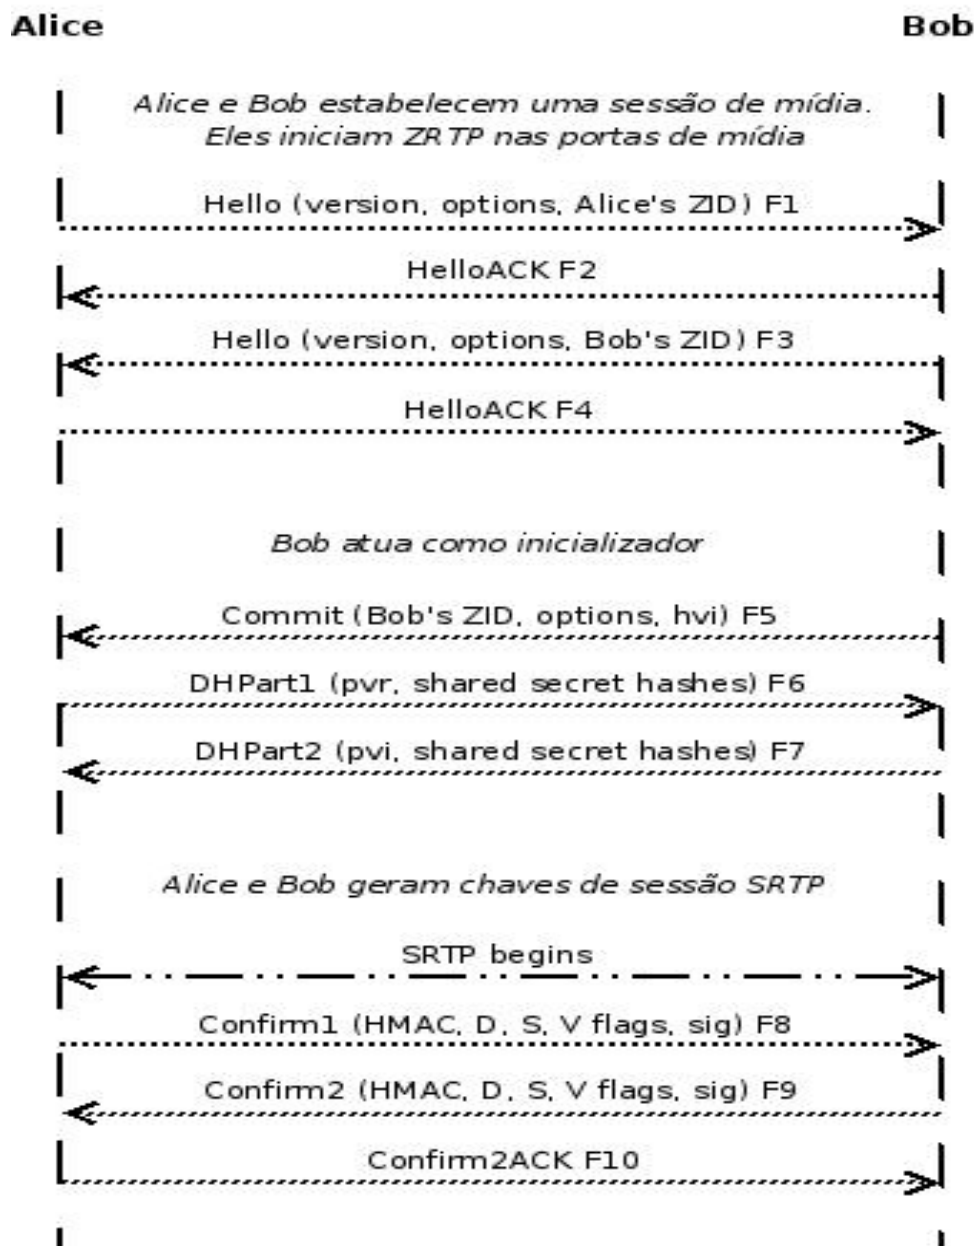 Alice Bob
Alice e Bob estabelecem uma sessão de mídia.
Eles iniciam ZRTP nas portas de mídia
Hello (version, options, Alice's ZID) F1
HelloACK F2
Hello (version, options, Bob's ZID) F3
HelloACK F4
Bob atua como inicializador
Commit (Bob's ZID, options, hvi) F5
DHPart1 (pvr, shared secret hashes) F6
DHPart2 (pvi, shared secret hashes) F7
Alice e Bob geram chaves de sessão SRTP
SRTP begins
Confirm1 (HMAC, D, S, V flags, sig) F8
Confirm2 (HMAC, D, S, V flags, sig) F9
Confirm2ACK F10